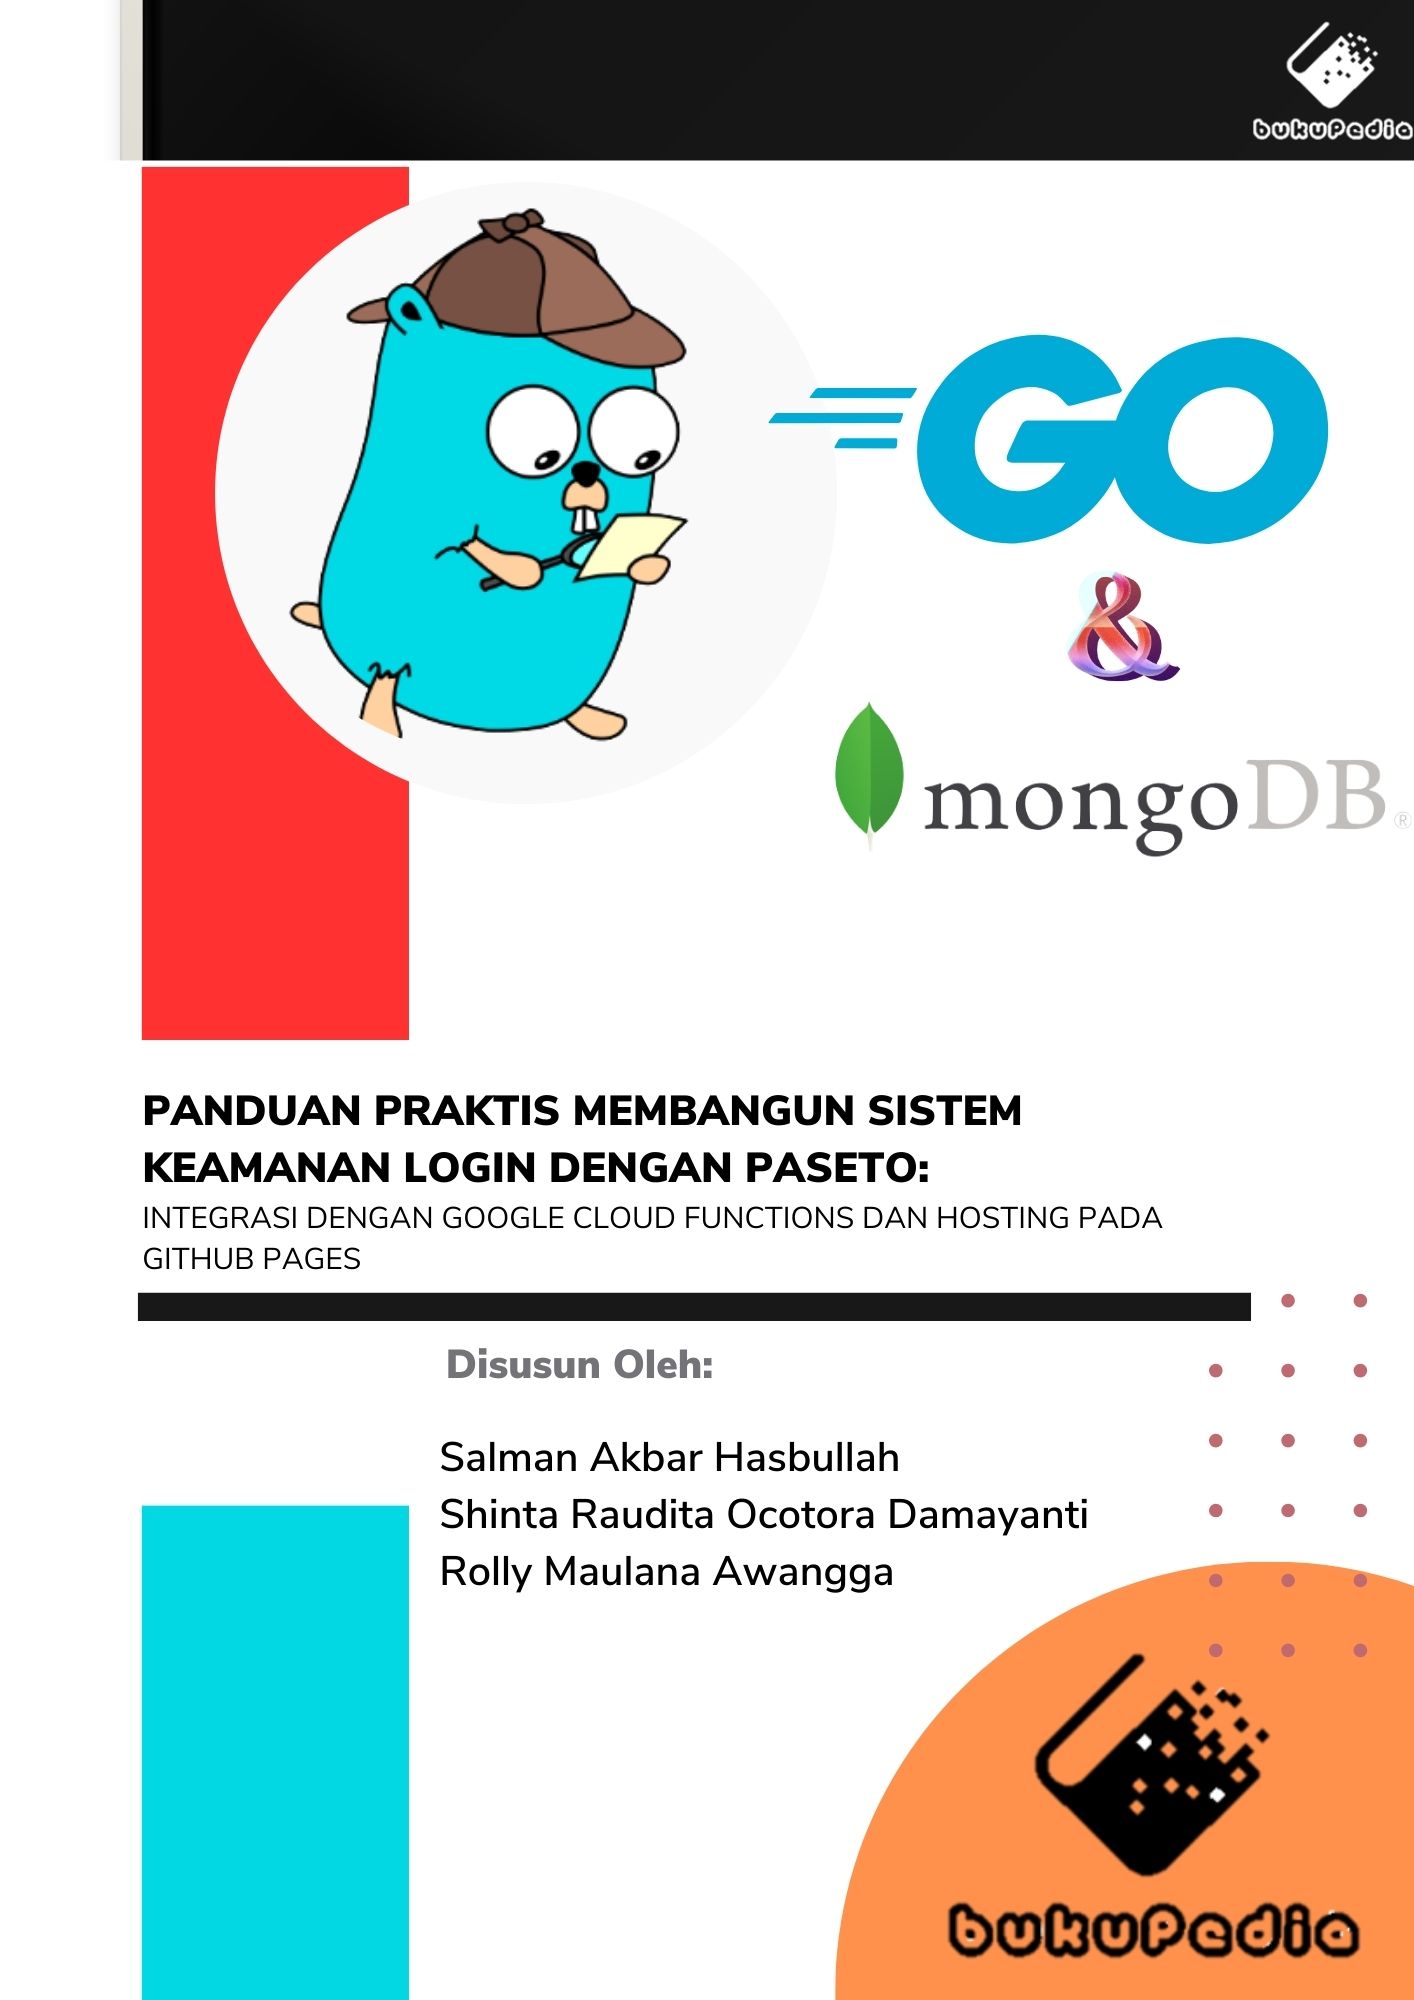 bukuPedia
GO
&
mongoDB®
PANDUAN PRAKTIS MEMBANGUN SISTEM
KEAMANAN LOGIN DENGAN PASETO:
INTEGRASI DENGAN GOOGLE CLOUD FUNCTIONS DAN HOSTING PADA
GITHUB PAGES
Disusun Oleh:
Salman Akbar Hasbullah
Shinta Raudita Ocotora Damayanti
Rolly Maulana Awangga
bukuPedia